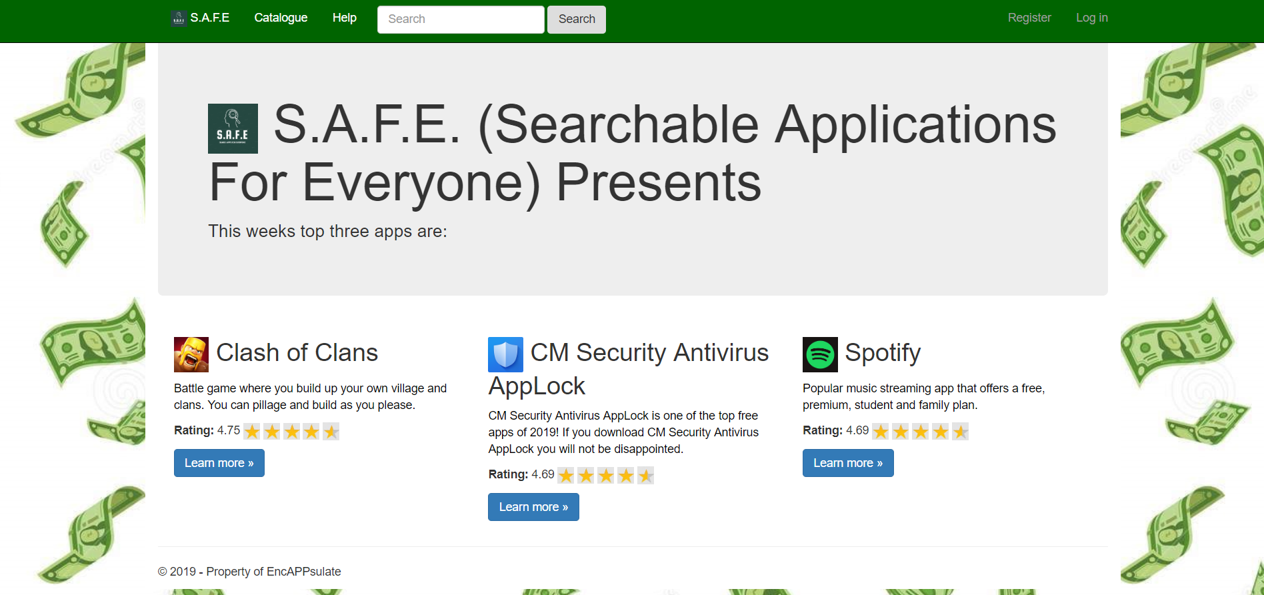 S.A.F.E Catalogue Help Search Search Register Log in
S.A.F.E
S.A.F.E. (Searchable Applications
For Everyone) Presents
This weeks top three apps are:
Clash of Clans
Battle game where you build up your own village and
clans. You can pillage and build as you please.
Rating: 4.75
Learn more »
CM Security Antivirus
AppLock
CM Security Antivirus AppLock is one of the top free
apps of 2019! If you download CM Security Antivirus
AppLock you will not be disappointed.
Rating: 4.69
Learn more »
Spotify
Popular music streaming app that offers a free,
premium, student and family plan.
Rating: 4.69
Learn more »
© 2019 - Property of EncAPPsulate